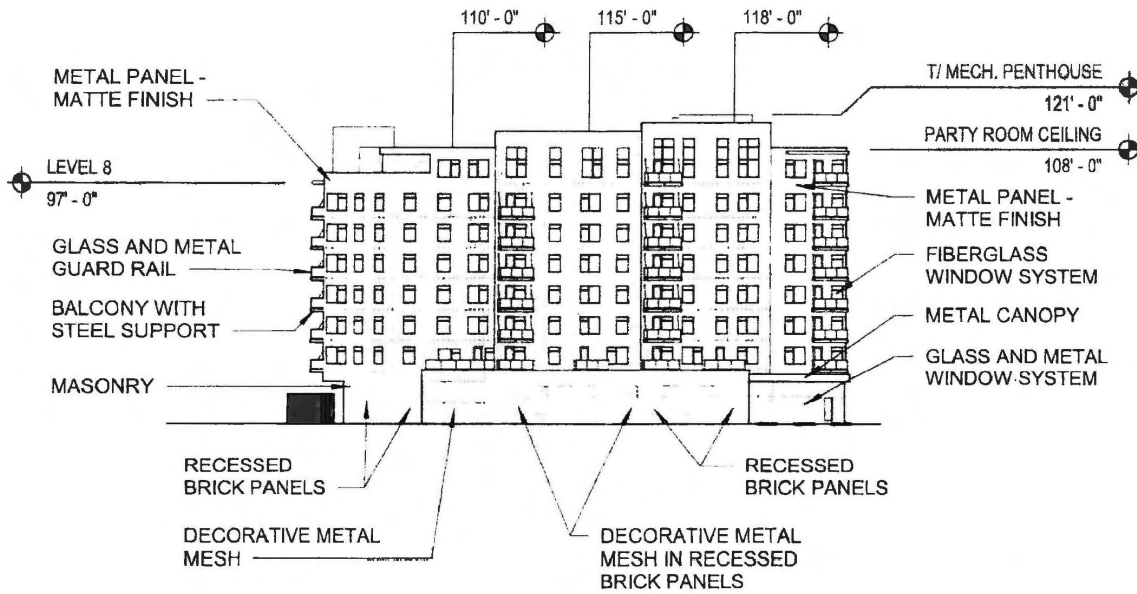 110' - 0"
115' - 0"
118' - 0"
T/ MECH. PENTHOUSE
121' - 0"
PARTY ROOM CEILING
108' - 0"
METAL PANEL -
MATTE FINISH
LEVEL 8
97' - 0"
GLASS AND METAL
GUARD RAIL
BALCONY WITH
STEEL SUPPORT
MASONRY
METAL PANEL -
MATTE FINISH
FIBERGLASS
WINDOW SYSTEM
METAL CANOPY
GLASS AND METAL
WINDOW SYSTEM
RECESSED
BRICK PANELS
DECORATIVE METAL
MESH
DECORATIVE METAL
MESH IN RECESSED
BRICK PANELS
RECESSED
BRICK PANELS